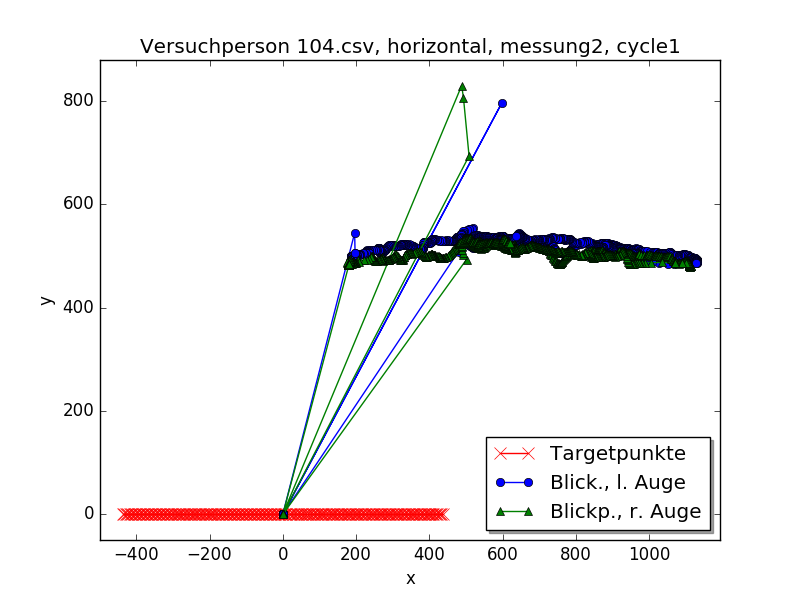 Versuchperson 104.csv, horizontal, messung2, cycle1
y
800
600
400
200
0
−400
−200
0
200
400
600
800
1000
x
Targetpunkte
Blick., l. Auge
Blickp., r. Auge